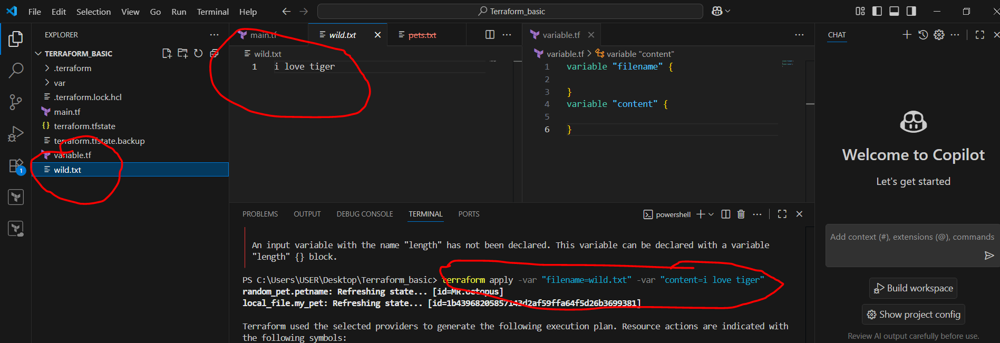 File Edit Selection View Go Run Terminal Help
Terraform_basic
EXPLORER
TERRAFORM_BASIC
.terraform
var
.terraform.lock.hcl
main.tf
terraform.tfstate
terraform.tfstate.backup
variable.tf
wild.txt
1
main.tf
wild.txt
pets.txt
wild.txt
1 i love tiger
variable.tf
variable.tf > variable "content"
1 variable "filename" {
2
3 }
4 variable "content" {
5
6 }
PROBLEMS OUTPUT DEBUG CONSOLE TERMINAL PORTS
powershell
An input variable with the name "length" has not been declared. This variable can be declared with a variable
"length" {} block.
PS C:\Users\USER\Desktop\Terraform_basic> terraform apply -var "filename=wild.txt" -var "content=i love tiger"
random_pet.petname: Refreshing state... [id=MR.octopus]
local_file.my_pet: Refreshing state... [id=1b43968205857143d2af59ffa64f5d26b3699381]
Terraform used the selected providers to generate the following execution plan. Resource actions are indicated with
the following symbols:
CHAT
Welcome to Copilot
Let's get started
Add context (#), extensions (@), commands
Build workspace
Show project config
Review AI output carefully before use.